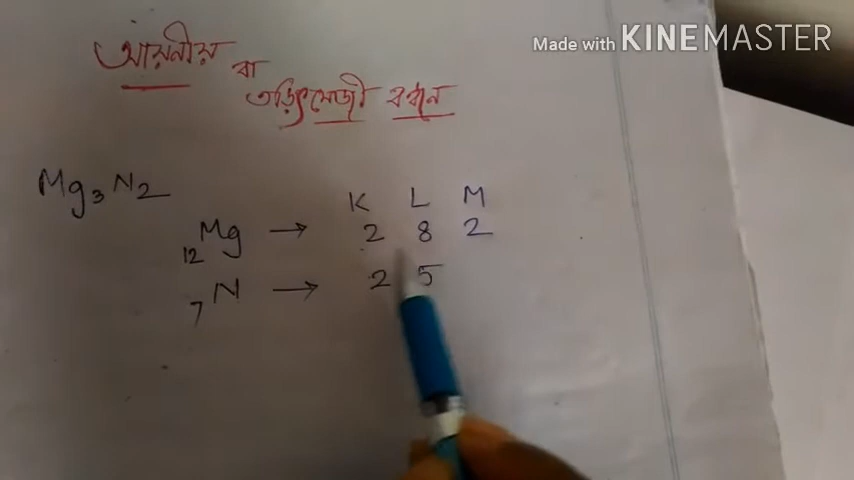 Made with KINEMASTER
আয়নীয় বা
তড়িৎযোজী বন্ধন
Mg₃N₂
K L M
₁₂Mg → 2 8 2
₇N → 2 5